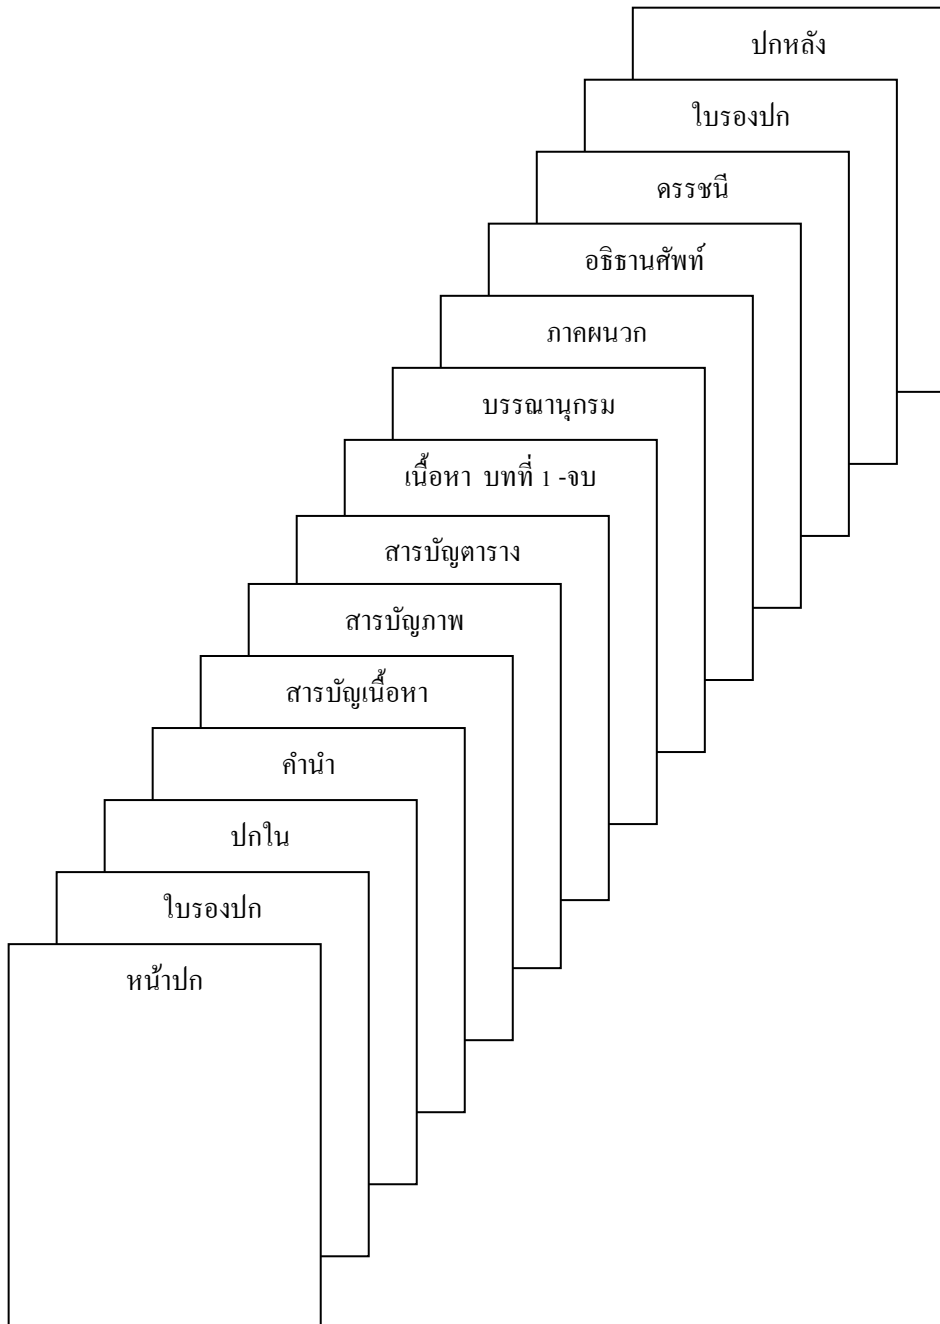 ปกหลัง
ใบรองปก
ดรรชนี
อธิธานศัพท์
ภาคผนวก
บรรณานุกรม
เนื้อหา บทที่ 1 -จบ
สารบัญตาราง
สารบัญภาพ
สารบัญเนื้อหา
คำนำ
ปกใน
ใบรองปก
หน้าปก